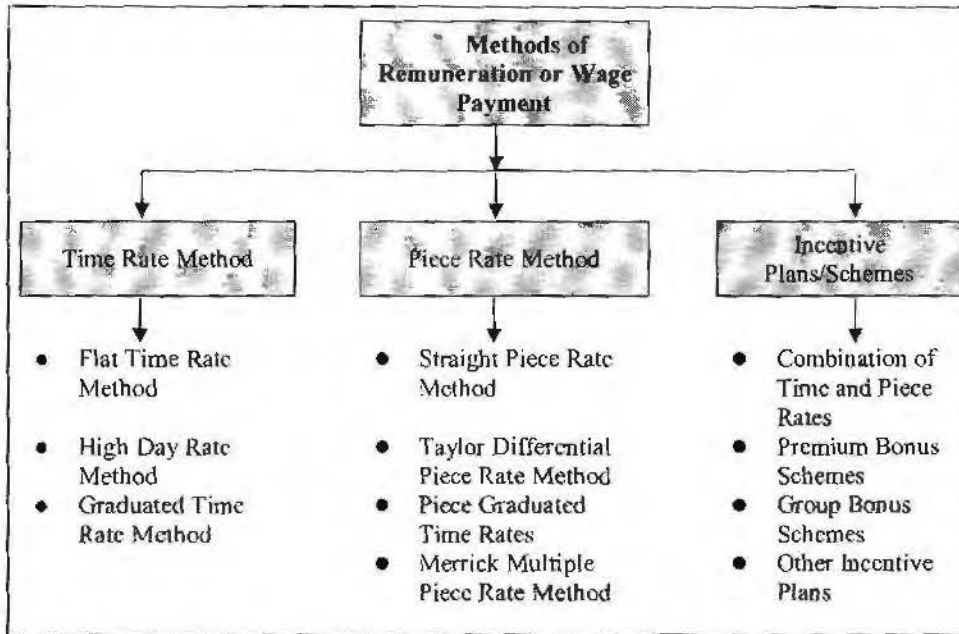 Methods of
Remuneration or Wage
Payment
Time Rate Method
Piece Rate Method
Incentive
Plans/Schemes
● Flat Time Rate
Method
● High Day Rate
Method
● Graduated Time
Rate Method
● Straight Piece Rate
Method
● Taylor Differential
Piece Rate Method
● Piece Graduated
Time Rates
● Merrick Multiple
Piece Rate Method
● Combination of
Time and Piece
Rates
● Premium Bonus
Schemes
● Group Bonus
Schemes
● Other Incentive
Plans